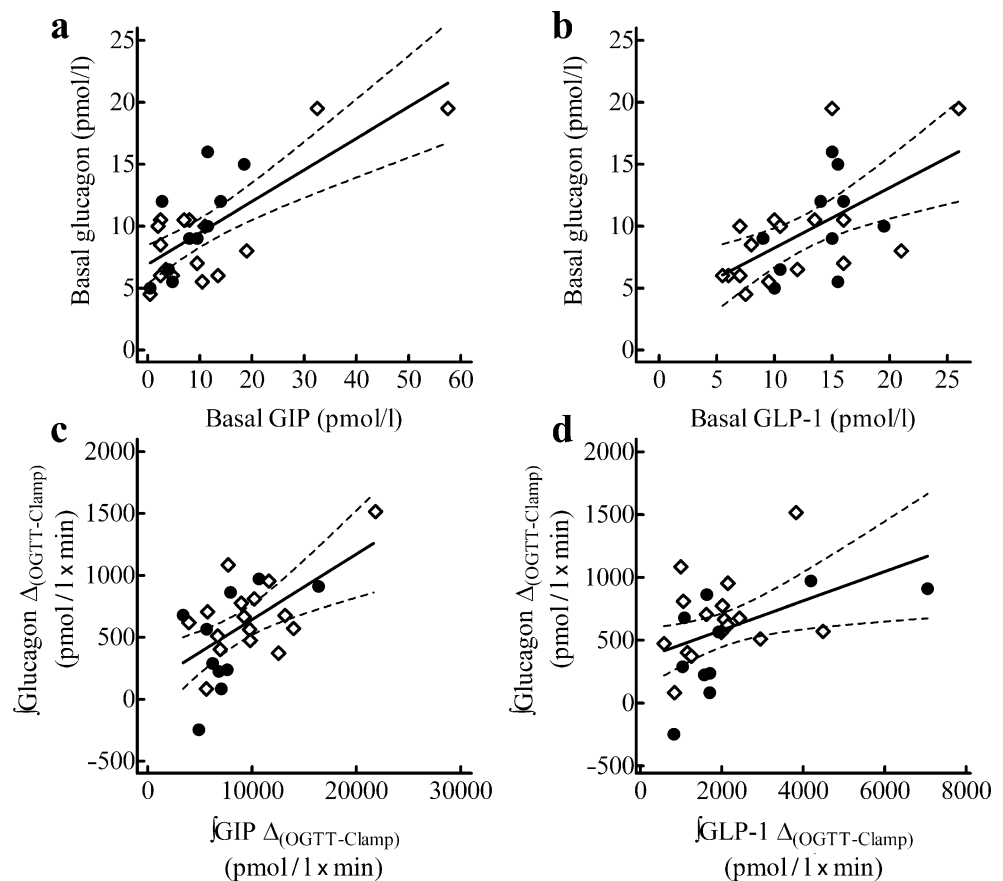 a
25
20
15
10
5
0
Basal glucagon (pmol/l)
0 10 20 30 40 50 60
Basal GIP (pmol/l)
b
25
20
15
10
5
0
Basal glucagon (pmol/l)
0 5 10 15 20 25
Basal GLP-1 (pmol/l)
c
2000
1500
1000
500
0
-500
∫Glucagon Δ(OGTT-Clamp)
(pmol / l x min)
0 10000 20000 30000
∫GIP Δ(OGTT-Clamp)
(pmol / l x min)
d
2000
1500
1000
500
0
-500
∫Glucagon Δ(OGTT-Clamp)
(pmol / l x min)
0 2000 4000 6000 8000
∫GLP-1 Δ(OGTT-Clamp)
(pmol / l x min)